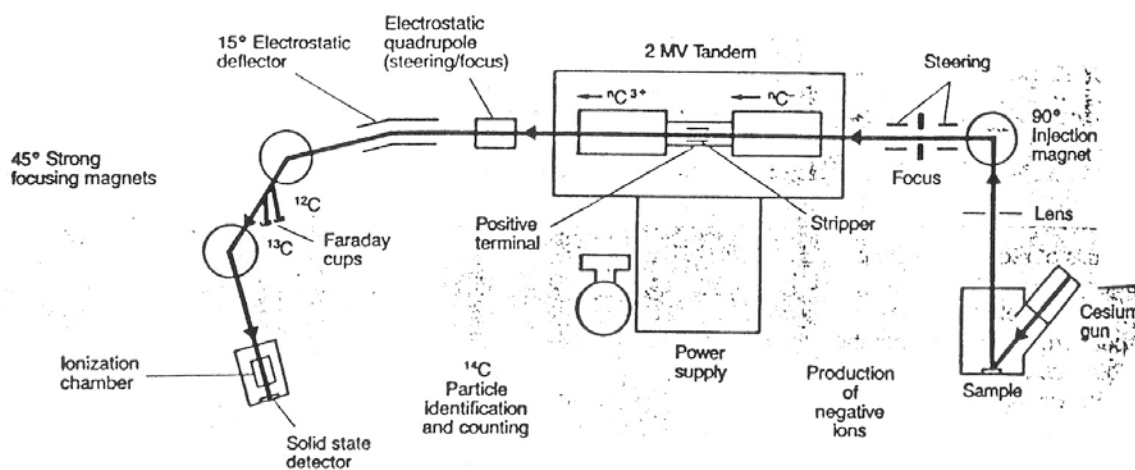 15° Electrostatic
deflector
Electrostatic
quadrupole
(steering/focus)
2 MV Tandem
Steering
ⁿC³⁺
ⁿC⁻
90°
Injection
magnet
45° Strong
focusing magnets
Focus
¹²C
¹³C
Faraday
cups
Positive
terminal
Stripper
Lens
Cesium
gun
Ionization
chamber
¹⁴C
Particle
identification
and counting
Power
supply
Production
of
negative
ions
Sample
Solid state
detector